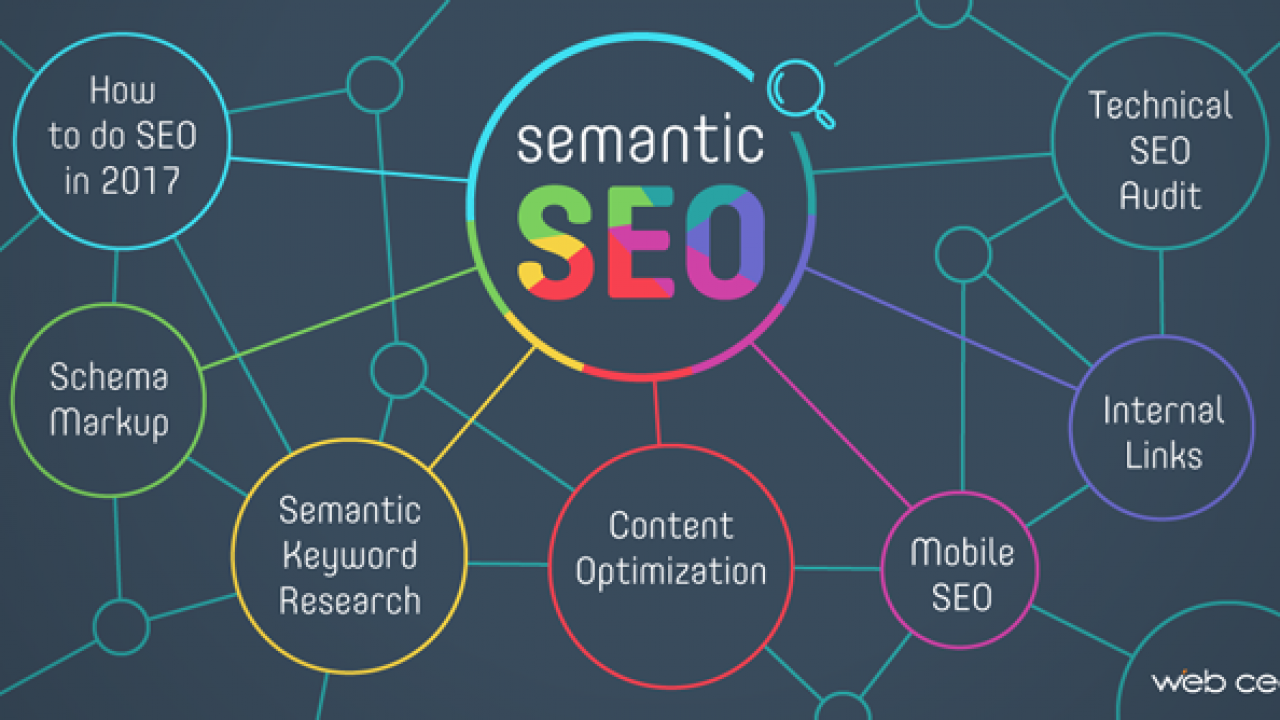 semantic
SEO
How
to do SEO
in 2017
Technical
SEO
Audit
Schema
Markup
Internal
Links
Semantic
Keyword
Research
Content
Optimization
Mobile
SEO
web ce